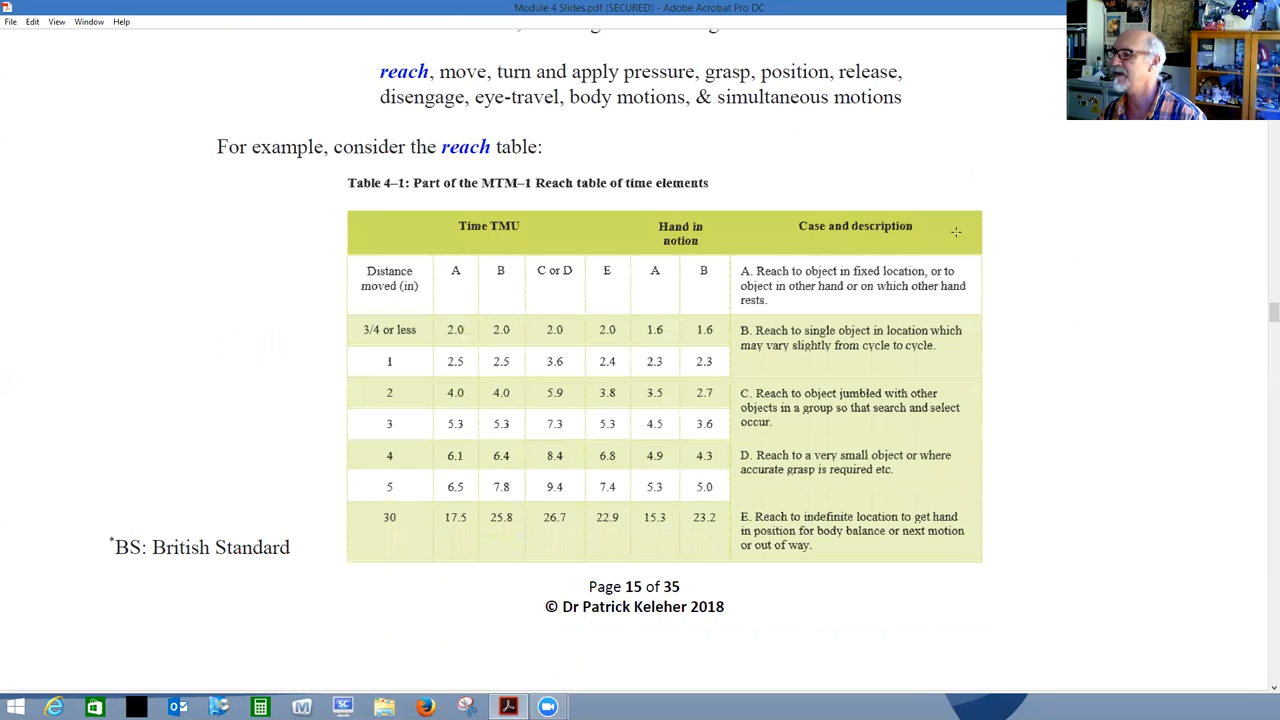 Module 4 Slides.pdf (SECURED) - Adobe Acrobat Pro DC
File Edit View Window Help
reach, move, turn and apply pressure, grasp, position, release,
disengage, eye-travel, body motions, & simultaneous motions
For example, consider the reach table:
Table 4–1: Part of the MTM–1 Reach table of time elements
Time TMU Hand in notion Case and description
Distance moved (in) A B C or D E A B A. Reach to object in fixed location, or to
object in other hand or on which other hand
rests.
3/4 or less 2.0 2.0 2.0 2.0 1.6 1.6 B. Reach to single object in location which
may vary slightly from cycle to cycle.
1 2.5 2.5 3.6 2.4 2.3 2.3
2 4.0 4.0 5.9 3.8 3.5 2.7 C. Reach to object jumbled with other
objects in a group so that search and select
3 5.3 5.3 7.3 5.3 4.5 3.6 occur.
4 6.1 6.4 8.4 6.8 4.9 4.3 D. Reach to a very small object or where
accurate grasp is required etc.
5 6.5 7.8 9.4 7.4 5.3 5.0
30 17.5 25.8 26.7 22.9 15.3 23.2 E. Reach to indefinite location to get hand
in position for body balance or next motion
or out of way.
*BS: British Standard
Page 15 of 35
© Dr Patrick Keleher 2018